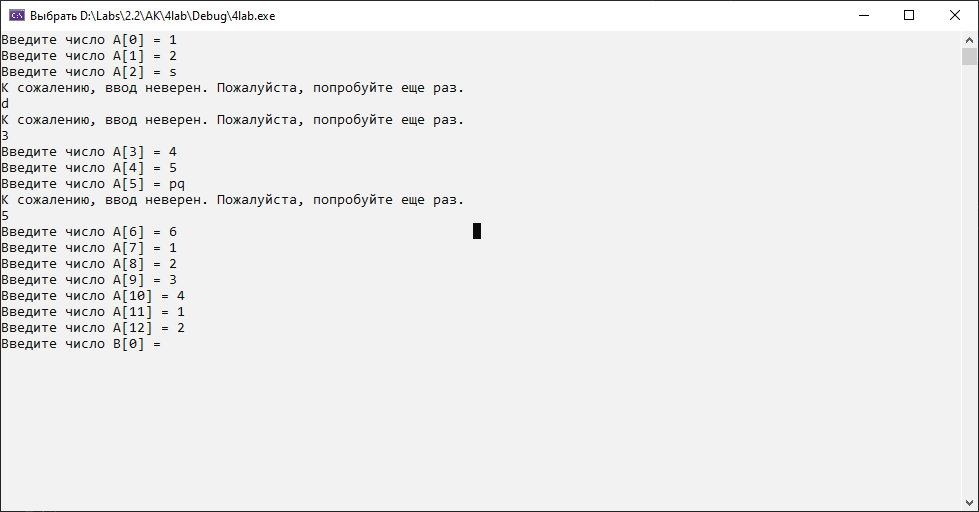 Выбрать D:\Labs\2.2\AK\4lab\Debug\4lab.exe
Введите число A[0] = 1
Введите число A[1] = 2
Введите число A[2] = s
К сожалению, ввод неверен. Пожалуйста, попробуйте еще раз.
d
К сожалению, ввод неверен. Пожалуйста, попробуйте еще раз.
3
Введите число A[3] = 4
Введите число A[4] = 5
Введите число A[5] = pq
К сожалению, ввод неверен. Пожалуйста, попробуйте еще раз.
5
Введите число A[6] = 6
Введите число A[7] = 1
Введите число A[8] = 2
Введите число A[9] = 3
Введите число A[10] = 4
Введите число A[11] = 1
Введите число A[12] = 2
Введите число B[0] =